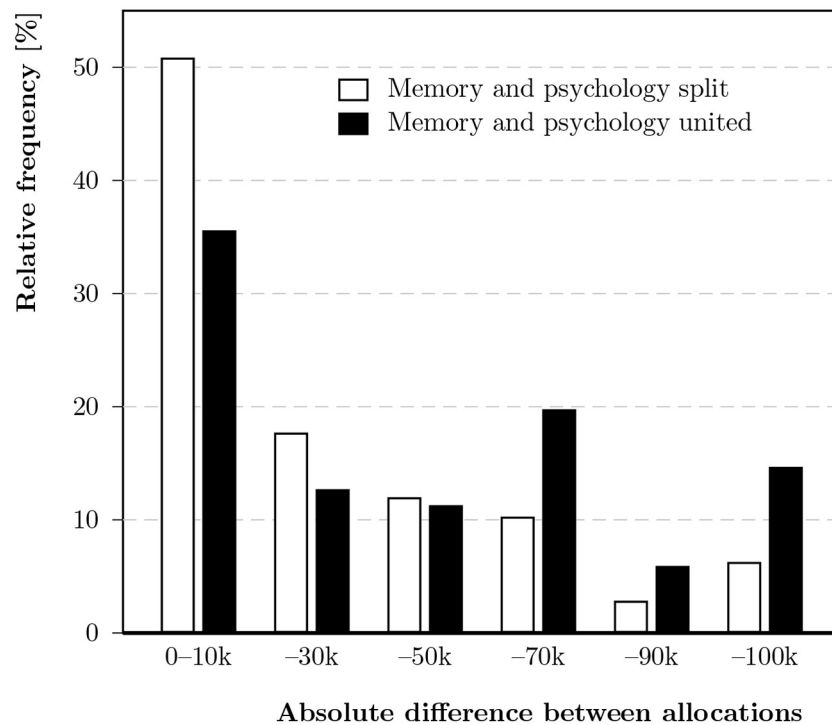 Relative frequency [%]
50
40
30
20
10
0
Memory and psychology split
Memory and psychology united
0–10k –30k –50k –70k –90k –100k
Absolute difference between allocations